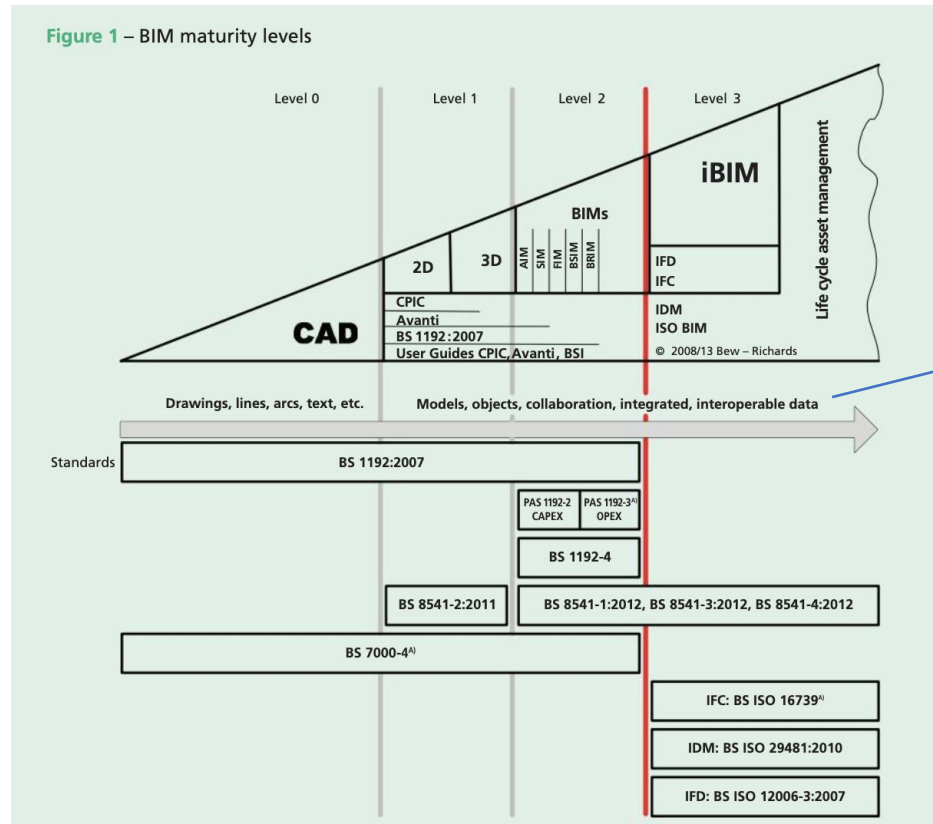 Figure 1 – BIM maturity levels
Level 0
Level 1
Level 2
Level 3
iBIM
BIMs
2D
3D
AIM
SIM
FIM
BSIM
BRIM
IFD
IFC
Life cycle asset management
CAD
CPIC
Avanti
BS 1192:2007
User Guides CPIC, Avanti, BSI
IDM
ISO BIM
© 2008/13 Bew – Richards
Drawings, lines, arcs, text, etc.
Models, objects, collaboration, integrated, interoperable data
Standards
BS 1192:2007
PAS 1192-2
CAPEX
PAS 1192-3A)
OPEX
BS 1192-4
BS 8541-2:2011
BS 8541-1:2012, BS 8541-3:2012, BS 8541-4:2012
BS 7000-4A)
IFC: BS ISO 16739A)
IDM: BS ISO 29481:2010
IFD: BS ISO 12006-3:2007